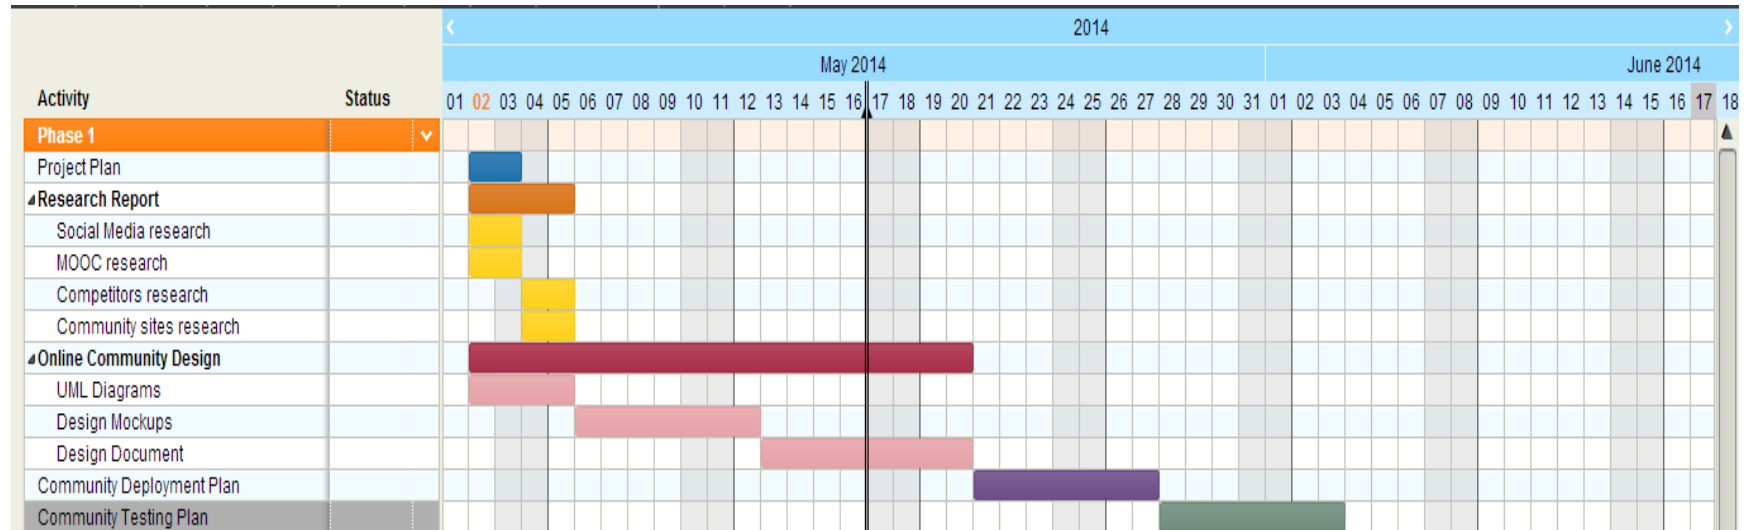 2014
May 2014 June 2014
Activity Status 01 02 03 04 05 06 07 08 09 10 11 12 13 14 15 16 17 18 19 20 21 22 23 24 25 26 27 28 29 30 31 01 02 03 04 05 06 07 08 09 10 11 12 13 14 15 16 17 18
Phase 1
Project Plan
Research Report
Social Media research
MOOC research
Competitors research
Community sites research
Online Community Design
UML Diagrams
Design Mockups
Design Document
Community Deployment Plan
Community Testing Plan